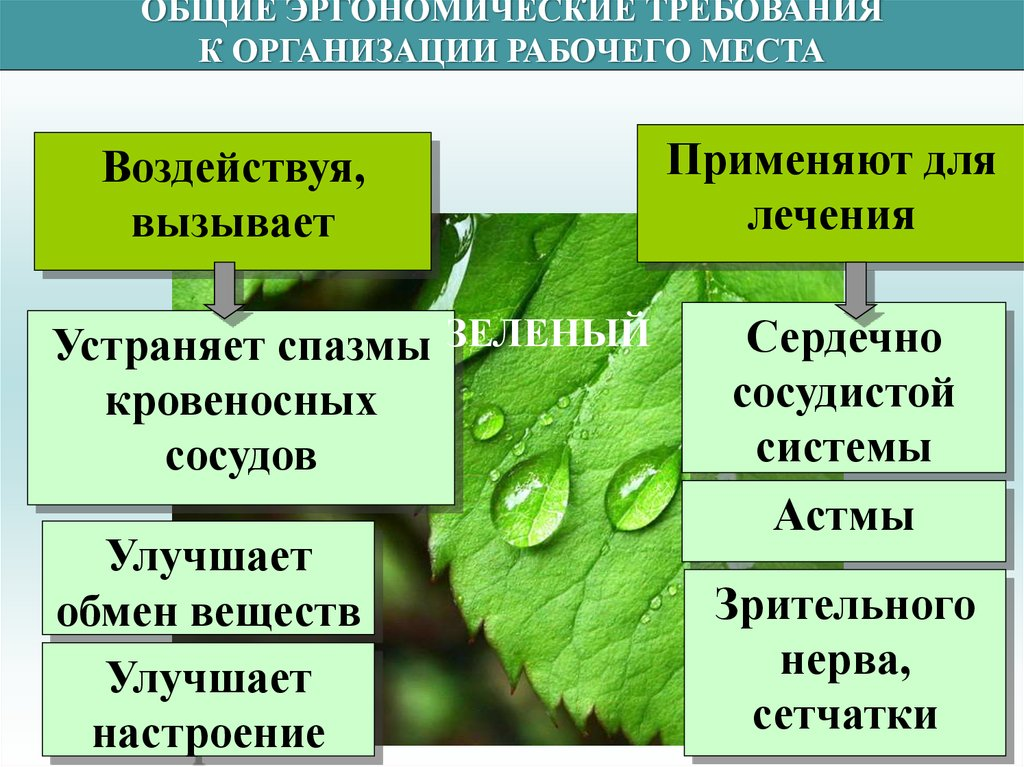 ОБЩИЕ ЭРГОНОМИЧЕСКИЕ ТРЕБОВАНИЯ
К ОРГАНИЗАЦИИ РАБОЧЕГО МЕСТА
Воздействуя,
вызывает
Применяют для
лечения
ЗЕЛЕНЫЙ
Устраняет спазмы
кровеносных
сосудов
Улучшает
обмен веществ
Улучшает
настроение
Сердечно
сосудистой
системы
Астмы
Зрительного
нерва,
сетчатки